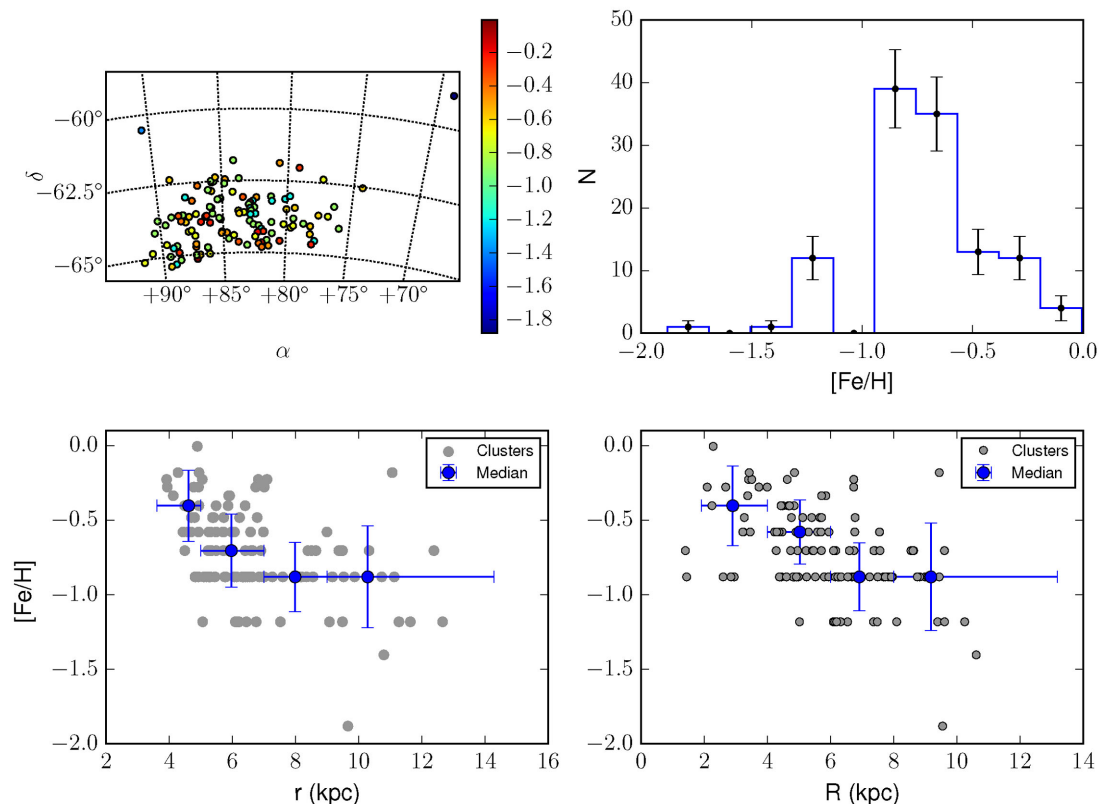 −60°
−62.5°
−65°
δ
+90° +85° +80° +75° +70°
α
−0.2
−0.4
−0.6
−0.8
−1.0
−1.2
−1.4
−1.6
−1.8
50
40
30
20
10
0
N
−2.0 −1.5 −1.0 −0.5 0.0
[Fe/H]
0.0
−0.5
−1.0
−1.5
−2.0
[Fe/H]
Clusters
Median
2 4 6 8 10 12 14 16
r (kpc)
0.0
−0.5
−1.0
−1.5
−2.0
Clusters
Median
0 2 4 6 8 10 12 14
R (kpc)